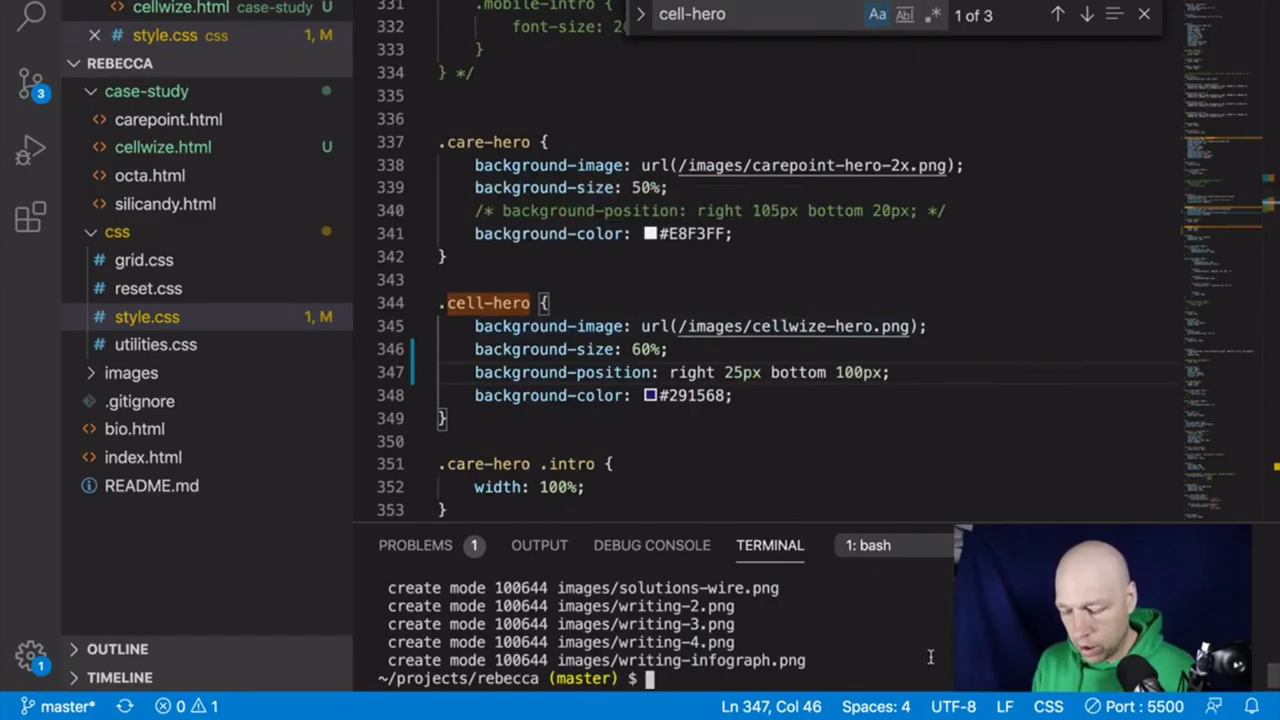 cellwize.html case-study U
style.css css 1, M
REBECCA
case-study
carepoint.html
cellwize.html U
octa.html
silicandy.html
css
grid.css
reset.css
style.css 1, M
utilities.css
images
.gitignore
bio.html
index.html
README.md
OUTLINE
TIMELINE
3
1
cell-hero Aa Abl .* 1 of 3
331 .mobile-intro {
332 font-size: 2
333 }
334 } */
335
336
337 .care-hero {
338 background-image: url(/images/carepoint-hero-2x.png);
339 background-size: 50%;
340 /* background-position: right 105px bottom 20px; */
341 background-color: #E8F3FF;
342 }
343
344 .cell-hero {
345 background-image: url(/images/cellwize-hero.png);
346 background-size: 60%;
347 background-position: right 25px bottom 100px;
348 background-color: #291568;
349 }
350
351 .care-hero .intro {
352 width: 100%;
353 }
PROBLEMS 1 OUTPUT DEBUG CONSOLE TERMINAL 1: bash
create mode 100644 images/solutions-wire.png
create mode 100644 images/writing-2.png
create mode 100644 images/writing-3.png
create mode 100644 images/writing-4.png
create mode 100644 images/writing-infograph.png
~/projects/rebecca (master) $
master* 0 1 Ln 347, Col 46 Spaces: 4 UTF-8 LF CSS Port : 5500